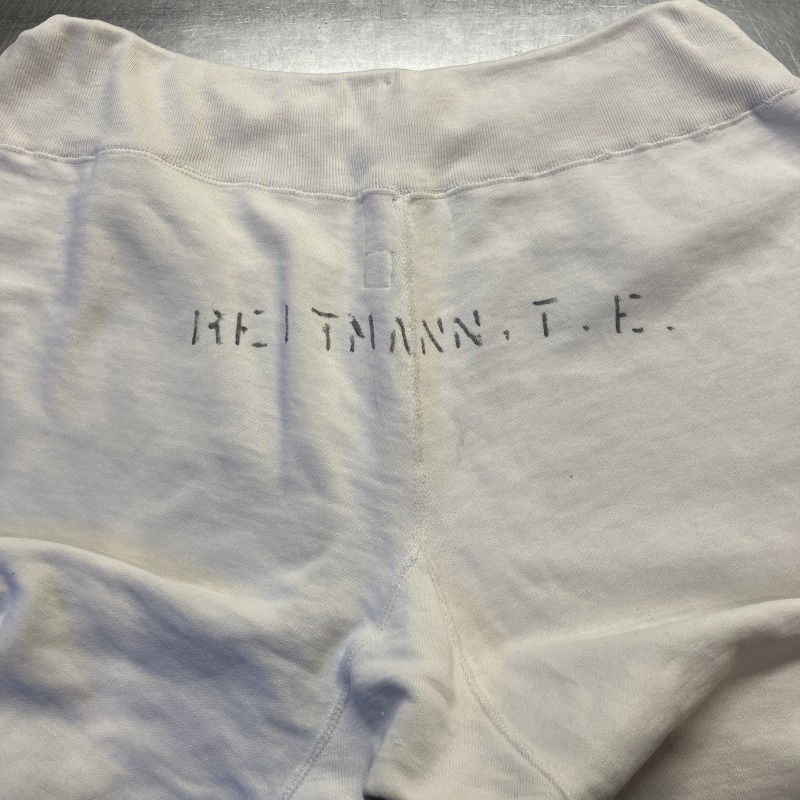 REITMANN, T. E.